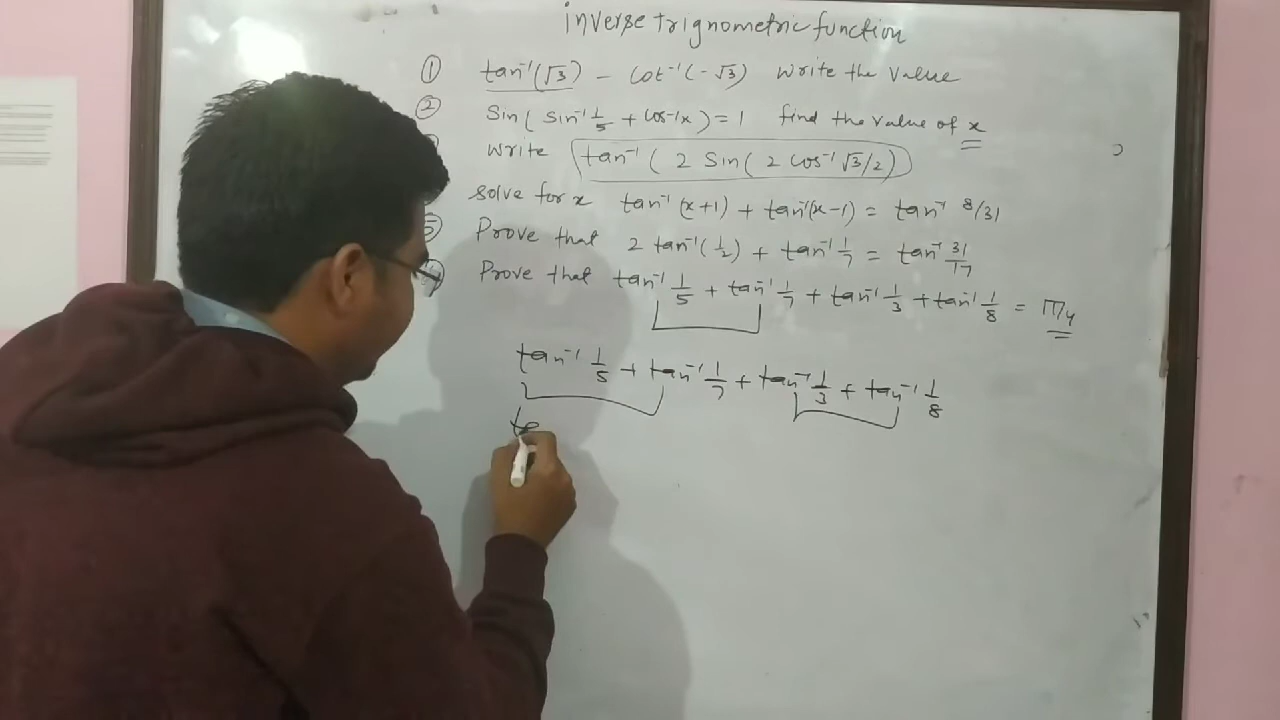 inverse trignometric function
① tan⁻¹(√3) - cot⁻¹(-√3) write the value
② Sin(sin⁻¹ 1/5 + cos⁻¹x) = 1 find the value of x
write tan⁻¹(2 Sin(2 cos⁻¹ √3/2)
solve for x tan⁻¹(x+1) + tan⁻¹(x-1) = tan⁻¹ 8/31
⑤ Prove that 2 tan⁻¹(1/2) + tan⁻¹ 1/7 = tan⁻¹ 31/17
Prove that tan⁻¹ 1/5 + tan⁻¹ 1/7 + tan⁻¹ 1/3 + tan⁻¹ 1/8 = π/4
tan⁻¹ 1/5 + tan⁻¹ 1/7 + tan⁻¹ 1/3 + tan⁻¹ 1/8